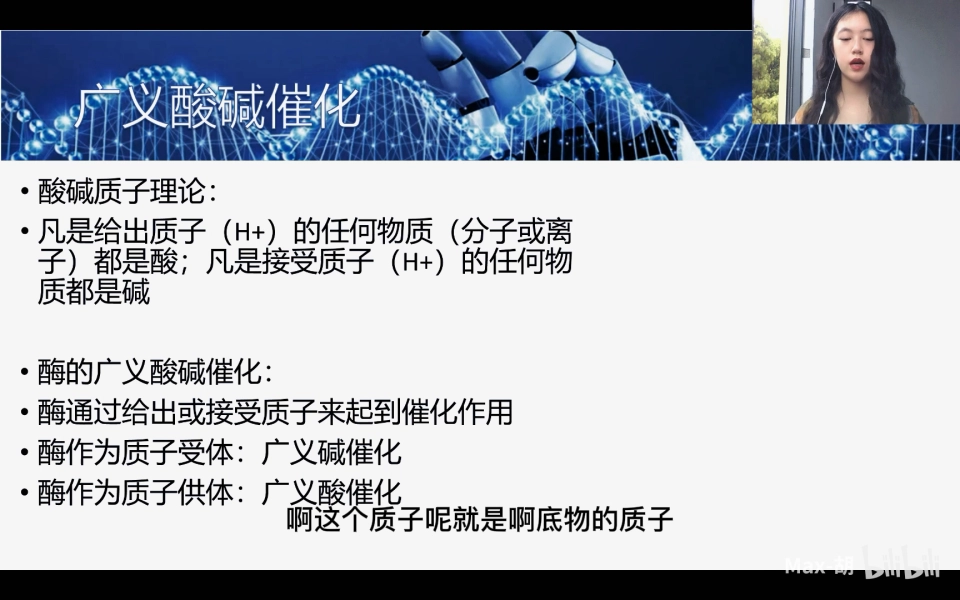 广义酸碱催化
• 酸碱质子理论：
• 凡是给出质子（H+）的任何物质（分子或离
子）都是酸；凡是接受质子（H+）的任何物
质都是碱
• 酶的广义酸碱催化：
• 酶通过给出或接受质子来起到催化作用
• 酶作为质子受体：广义碱催化
• 酶作为质子供体：广义酸催化
啊这个质子呢就是啊底物的质子
Max-胡 bilibili